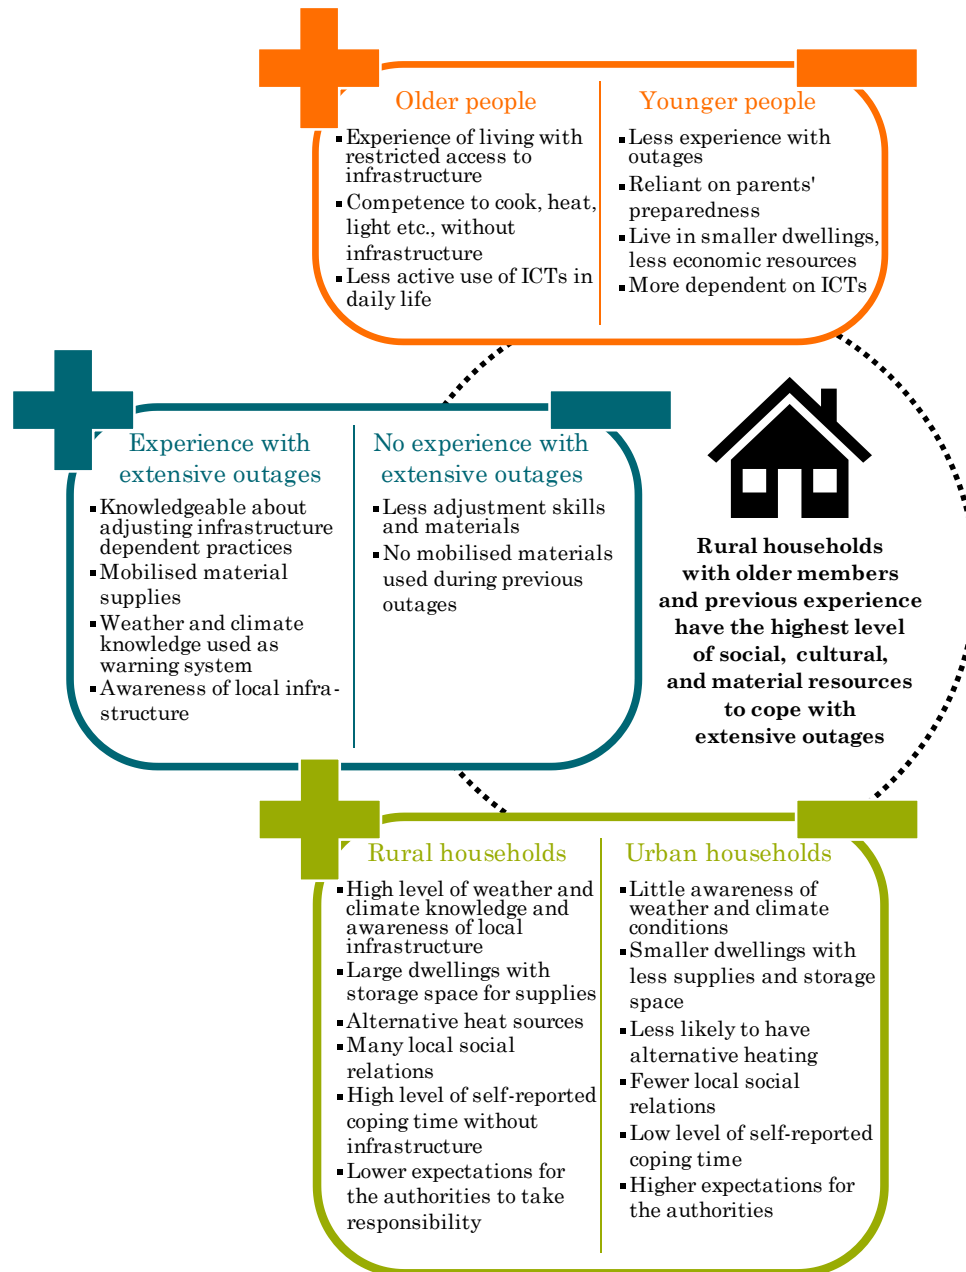 Older people
▪Experience of living with
restricted access to
infrastructure
▪Competence to cook, heat,
light etc., without
infrastructure
▪Less active use of ICTs in
daily life
Younger people
▪Less experience with
outages
▪Reliant on parents'
preparedness
▪Live in smaller dwellings,
less economic resources
▪More dependent on ICTs
Experience with
extensive outages
▪Knowledgeable about
adjusting infrastructure
dependent practices
▪Mobilised material
supplies
▪Weather and climate
knowledge used as
warning system
▪Awareness of local infra-
structure
No experience with
extensive outages
▪Less adjustment skills
and materials
▪No mobilised materials
used during previous
outages
Rural households
with older members
and previous experience
have the highest level
of social, cultural,
and material resources
to cope with
extensive outages
Rural households
▪High level of weather and
climate knowledge and
awareness of local
infrastructure
▪Large dwellings with
storage space for supplies
▪Alternative heat sources
▪Many local social
relations
▪High level of self-reported
coping time without
infrastructure
▪Lower expectations for
the authorities to take
responsibility
Urban households
▪Little awareness of
weather and climate
conditions
▪Smaller dwellings with
less supplies and storage
space
▪Less likely to have
alternative heating
▪Fewer local social
relations
▪Low level of self-reported
coping time
▪Higher expectations for
the authorities